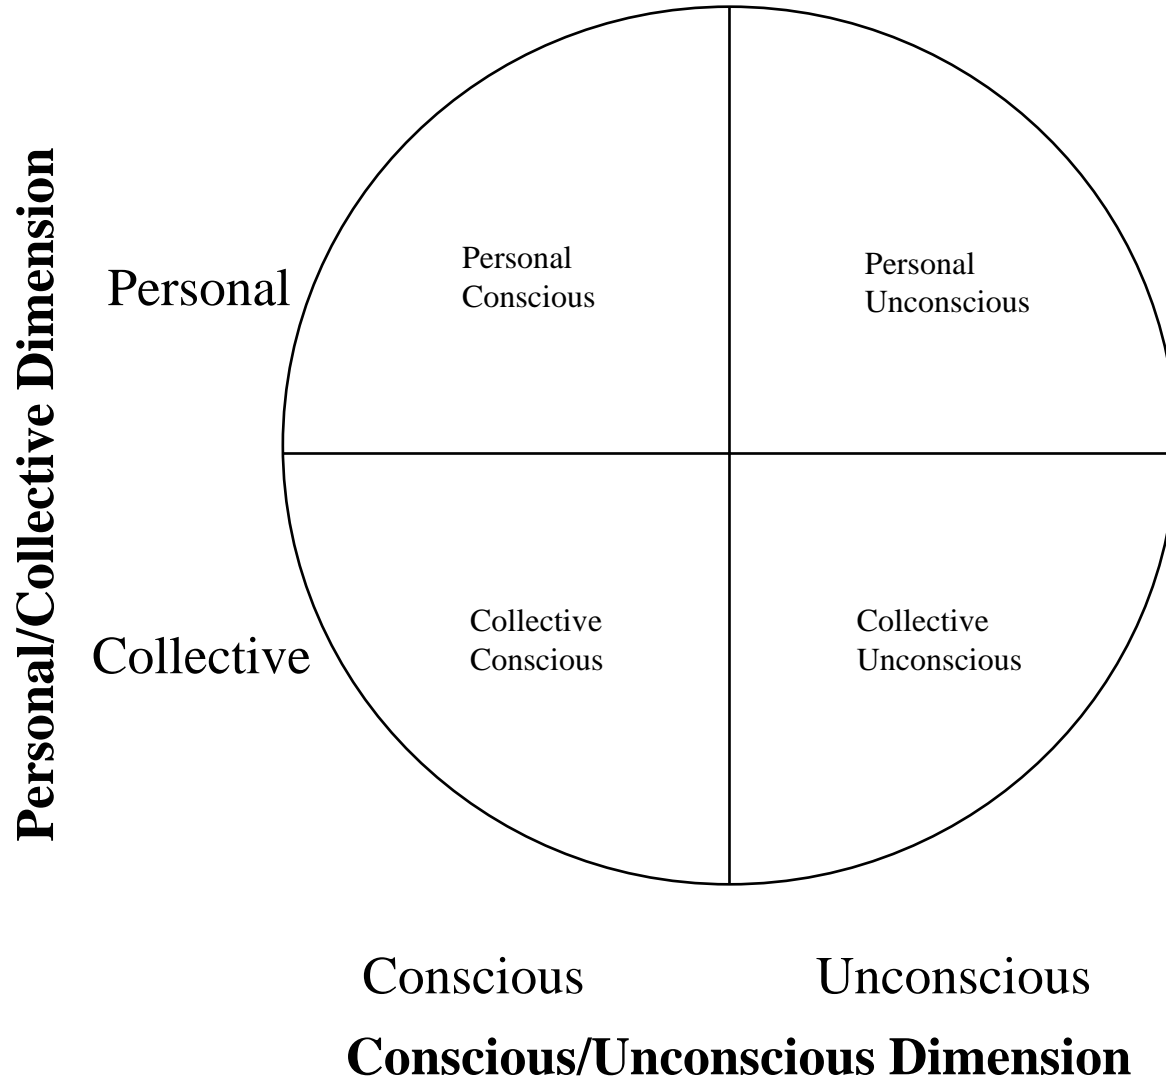 Personal/Collective Dimension
Personal
Personal
Conscious
Personal
Unconscious
Collective
Collective
Conscious
Collective
Unconscious
Conscious
Unconscious
Conscious/Unconscious Dimension